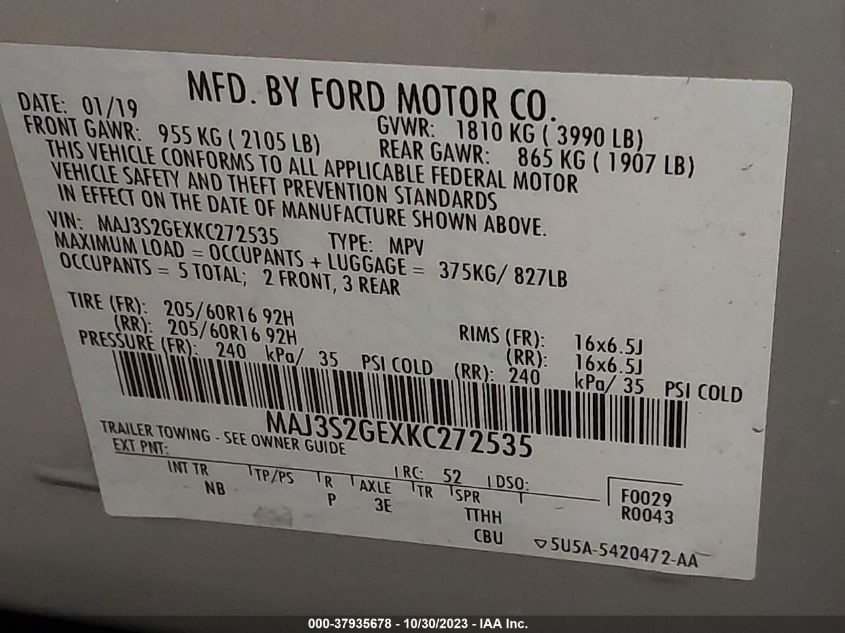 MFD. BY FORD MOTOR CO.
DATE: 01/19 GVWR: 1810 KG ( 3990 LB)
FRONT GAWR: 955 KG ( 2105 LB) REAR GAWR: 865 KG ( 1907 LB)
THIS VEHICLE CONFORMS TO ALL APPLICABLE FEDERAL MOTOR
VEHICLE SAFETY AND THEFT PREVENTION STANDARDS
IN EFFECT ON THE DATE OF MANUFACTURE SHOWN ABOVE.
VIN: MAJ3S2GEXKC272535 TYPE: MPV
MAXIMUM LOAD = OCCUPANTS + LUGGAGE = 375KG/ 827LB
OCCUPANTS = 5 TOTAL; 2 FRONT, 3 REAR
TIRE (FR): 205/60R16 92H RIMS (FR): 16x6.5J
(RR): 205/60R16 92H (RR): 16x6.5J
PRESSURE (FR): 240 kPa/ 35 PSI COLD (RR): 240 kPa/ 35 PSI COLD
MAJ3S2GEXKC272535
TRAILER TOWING - SEE OWNER GUIDE
EXT PNT: RC: 52 DSO: F0029
INT TR TP/PS R AXLE TR SPR R0043
NB P 3E TTHH
CBU 5U5A-5420472-AA
000-37935678 - 10/30/2023 - IAA Inc.